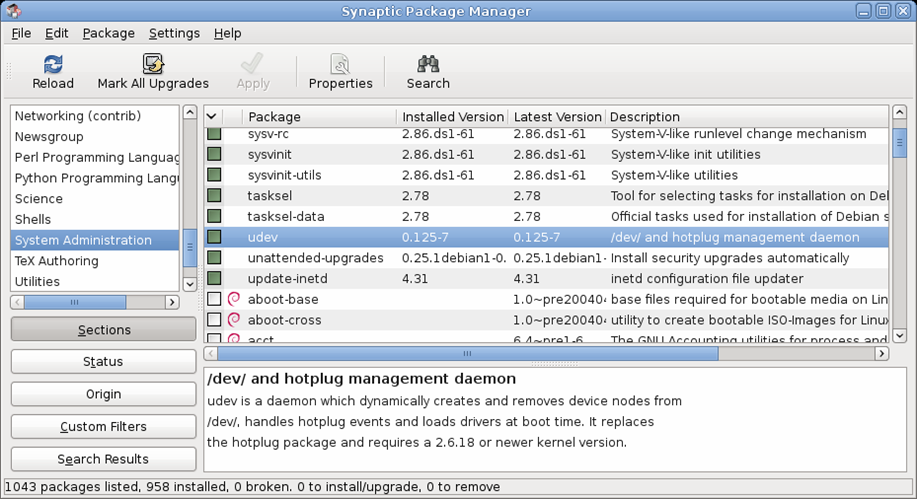 Synaptic Package Manager
File Edit Package Settings Help
Reload Mark All Upgrades Apply Properties Search
Networking (contrib)
Newsgroup
Perl Programming Languag
Python Programming Langu
Science
Shells
System Administration
TeX Authoring
Utilities
Sections
Status
Origin
Custom Filters
Search Results
Package Installed Version Latest Version Description
sysv-rc 2.86.ds1-61 2.86.ds1-61 System-V-like runlevel change mechanism
sysvinit 2.86.ds1-61 2.86.ds1-61 System-V-like init utilities
sysvinit-utils 2.86.ds1-61 2.86.ds1-61 System-V-like utilities
tasksel 2.78 2.78 Tool for selecting tasks for installation on Del
tasksel-data 2.78 2.78 Official tasks used for installation of Debian s
udev 0.125-7 0.125-7 /dev/ and hotplug management daemon
unattended-upgrades 0.25.1debian1-0. 0.25.1debian1- Install security upgrades automatically
update-inetd 4.31 4.31 inetd configuration file updater
aboot-base 1.0~pre20040 base files required for bootable media on Lin
aboot-cross 1.0~pre20040 utility to create bootable ISO-Images for Linux
acct 6.4~pre1-6 The GNU Accounting utilities for process and
/dev/ and hotplug management daemon
udev is a daemon which dynamically creates and removes device nodes from
/dev/, handles hotplug events and loads drivers at boot time. It replaces
the hotplug package and requires a 2.6.18 or newer kernel version.
1043 packages listed, 958 installed, 0 broken. 0 to install/upgrade, 0 to remove